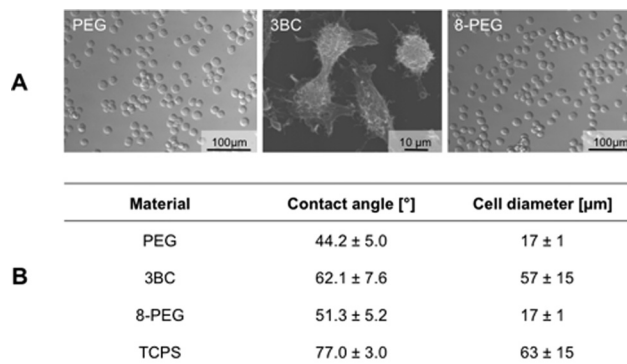 PEG 3BC 8-PEG
A
100µm 10 µm 100µm
Material Contact angle [°] Cell diameter [µm]
PEG 44.2 ± 5.0 17 ± 1
3BC 62.1 ± 7.6 57 ± 15
B
8-PEG 51.3 ± 5.2 17 ± 1
TCPS 77.0 ± 3.0 63 ± 15